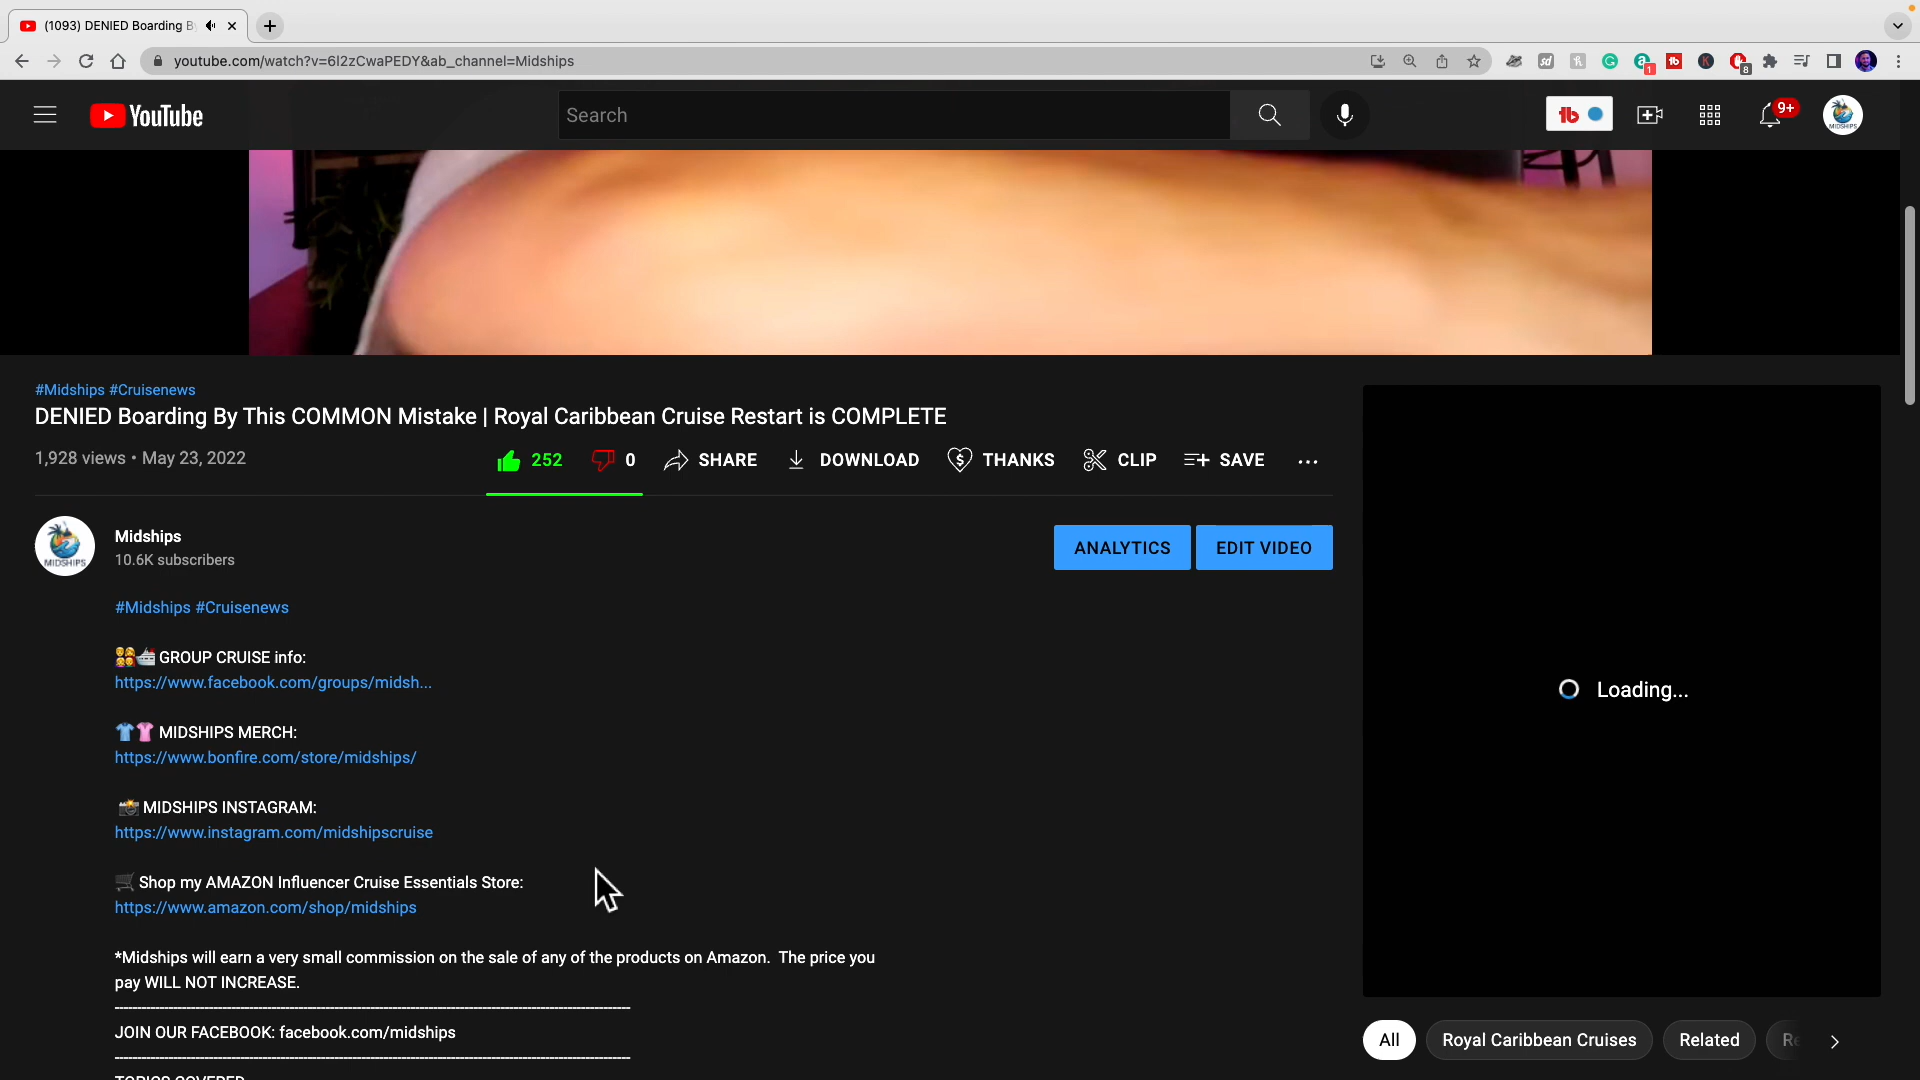 (1093) DENIED Boarding B
youtube.com/watch?v=6l2zCwaPEDY&ab_channel=Midships
1
8
YouTube
Search
9+
MIDSHIPS
#Midships #Cruisenews
DENIED Boarding By This COMMON Mistake | Royal Caribbean Cruise Restart is COMPLETE
1,928 views • May 23, 2022
252
0
SHARE
DOWNLOAD
THANKS
CLIP
SAVE
MIDSHIPS
Midships
10.6K subscribers
ANALYTICS
EDIT VIDEO
#Midships #Cruisenews
GROUP CRUISE info:
https://www.facebook.com/groups/midsh...
MIDSHIPS MERCH:
https://www.bonfire.com/store/midships/
MIDSHIPS INSTAGRAM:
https://www.instagram.com/midshipscruise
Shop my AMAZON Influencer Cruise Essentials Store:
https://www.amazon.com/shop/midships
*Midships will earn a very small commission on the sale of any of the products on Amazon. The price you
pay WILL NOT INCREASE.
JOIN OUR FACEBOOK: facebook.com/midships
TOPICS COVERED
Loading...
All
Royal Caribbean Cruises
Related